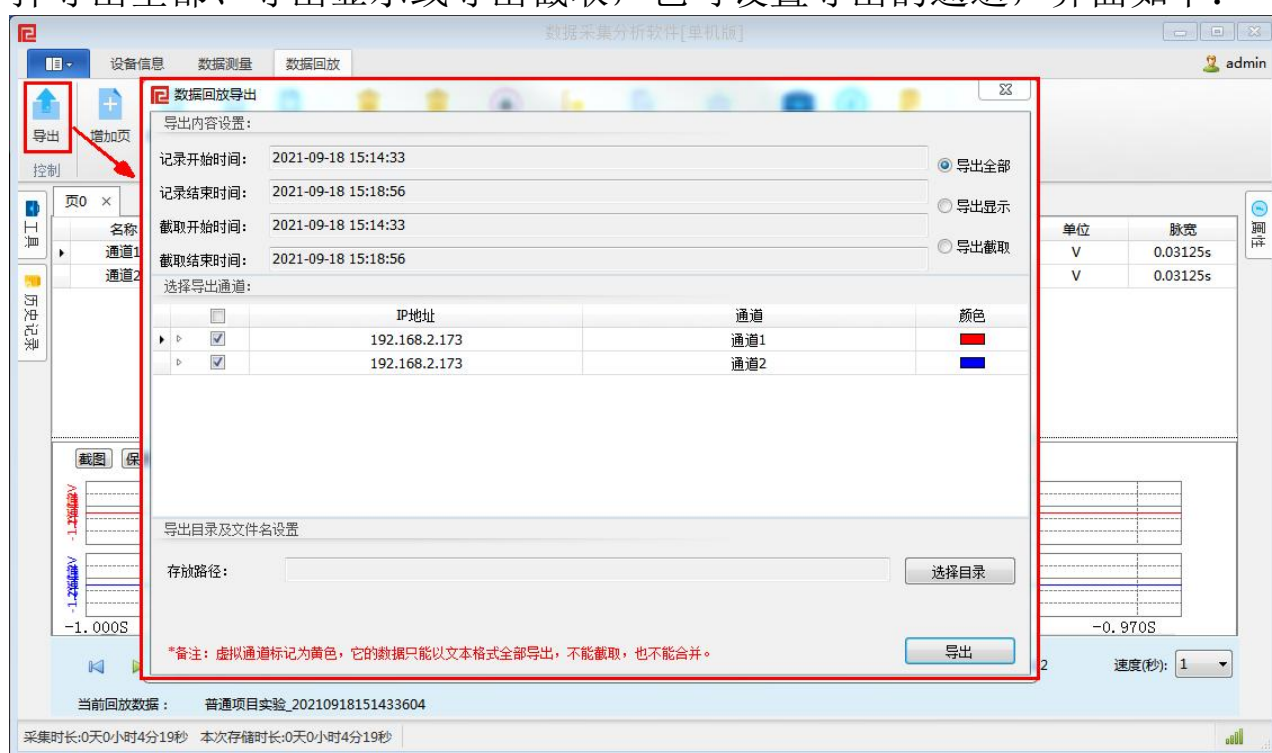 择导出全部、导出显示或导出截取，也可设置导出的通道，界面如下：
数据采集分析软件[单机版]
设备信息 数据测量 数据回放 admin
导出 增加页
控制
数据回放导出
导出内容设置：
记录开始时间： 2021-09-18 15:14:33
记录结束时间： 2021-09-18 15:18:56
截取开始时间： 2021-09-18 15:14:33
截取结束时间： 2021-09-18 15:18:56
导出全部
导出显示
导出截取
选择导出通道：
IP地址 通道 颜色
192.168.2.173 通道1
192.168.2.173 通道2
导出目录及文件名设置
存放路径： 选择目录
*备注：虚拟通道标记为黄色，它的数据只能以文本格式全部导出，不能截取，也不能合并。
导出
工具
历史记录
页0 ×
名称 单位 脉宽
通道1 V 0.03125s
通道2 V 0.03125s
属性
截图 保
-1.000S -0.970S
2 速度(秒): 1
当前回放数据： 普通项目实验_20210918151433604
采集时长:0天0小时4分19秒 本次存储时长:0天0小时4分19秒